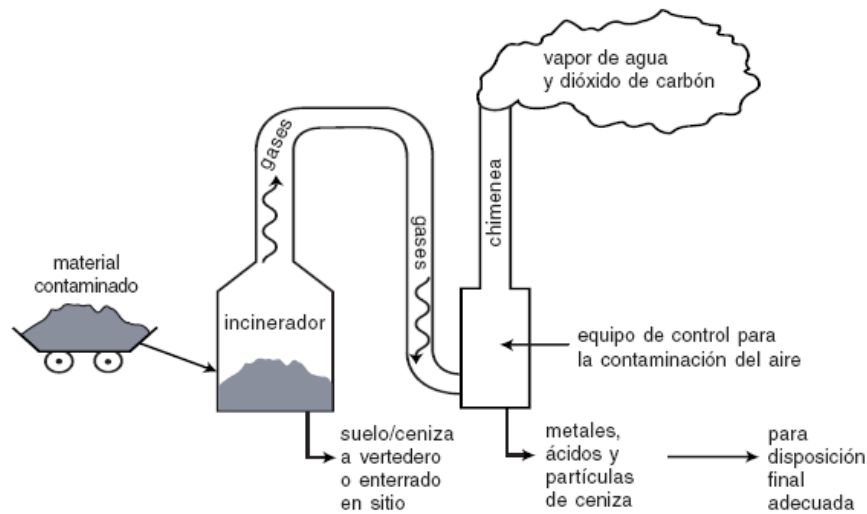 vapor de agua
y dióxido de carbón
gases
gases
chimenea
material
contaminado
incinerador
equipo de control para
la contaminación del aire
suelo/ceniza
a vertedero
o enterrado
en sitio
metales,
ácidos y
partículas
de ceniza
para
disposición
final
adecuada